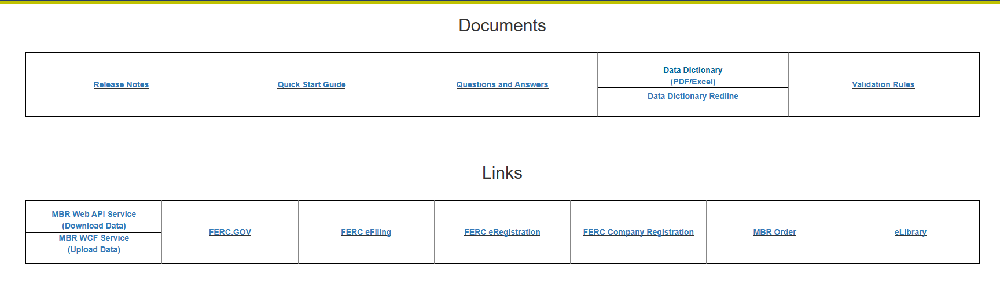 Documents
Release Notes
Quick Start Guide
Questions and Answers
Data Dictionary
(PDF/Excel)
Data Dictionary Redline
Validation Rules
Links
MBR Web API Service
(Download Data)
MBR WCF Service
(Upload Data)
FERC.GOV
FERC eFiling
FERC eRegistration
FERC Company Registration
MBR Order
eLibrary